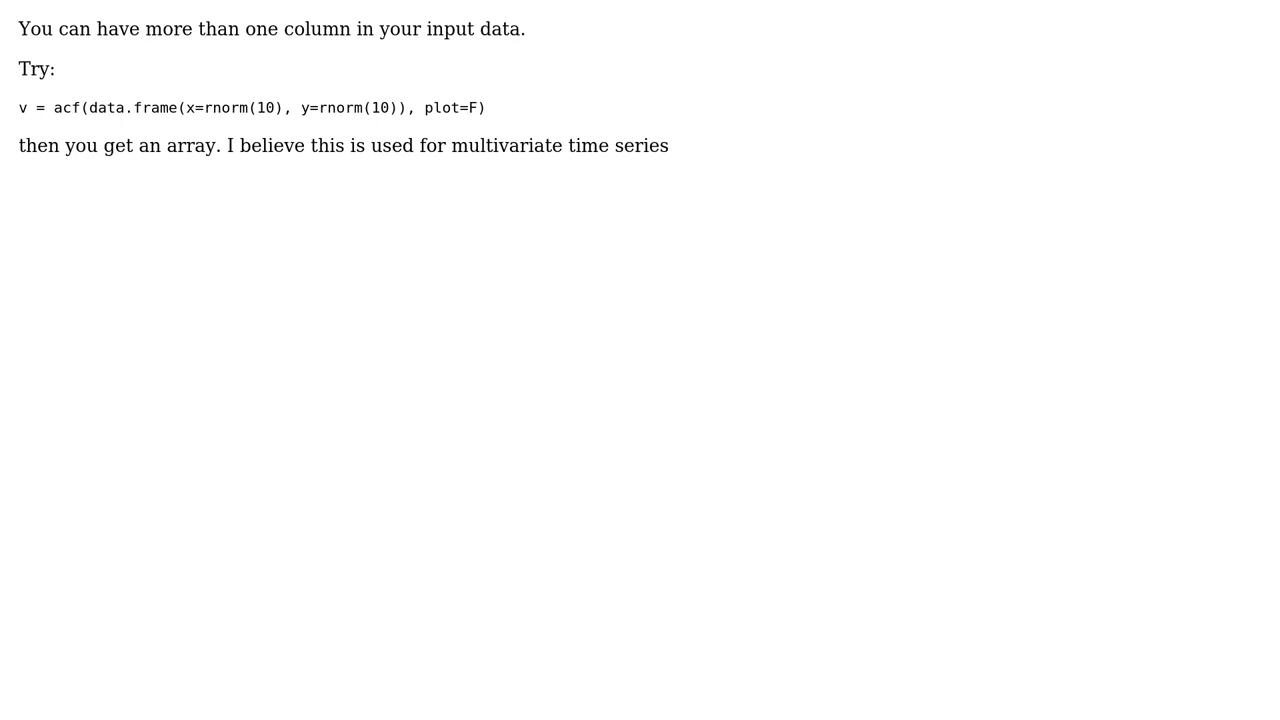 You can have more than one column in your input data.
Try:
v = acf(data.frame(x=rnorm(10), y=rnorm(10)), plot=F)
then you get an array. I believe this is used for multivariate time series